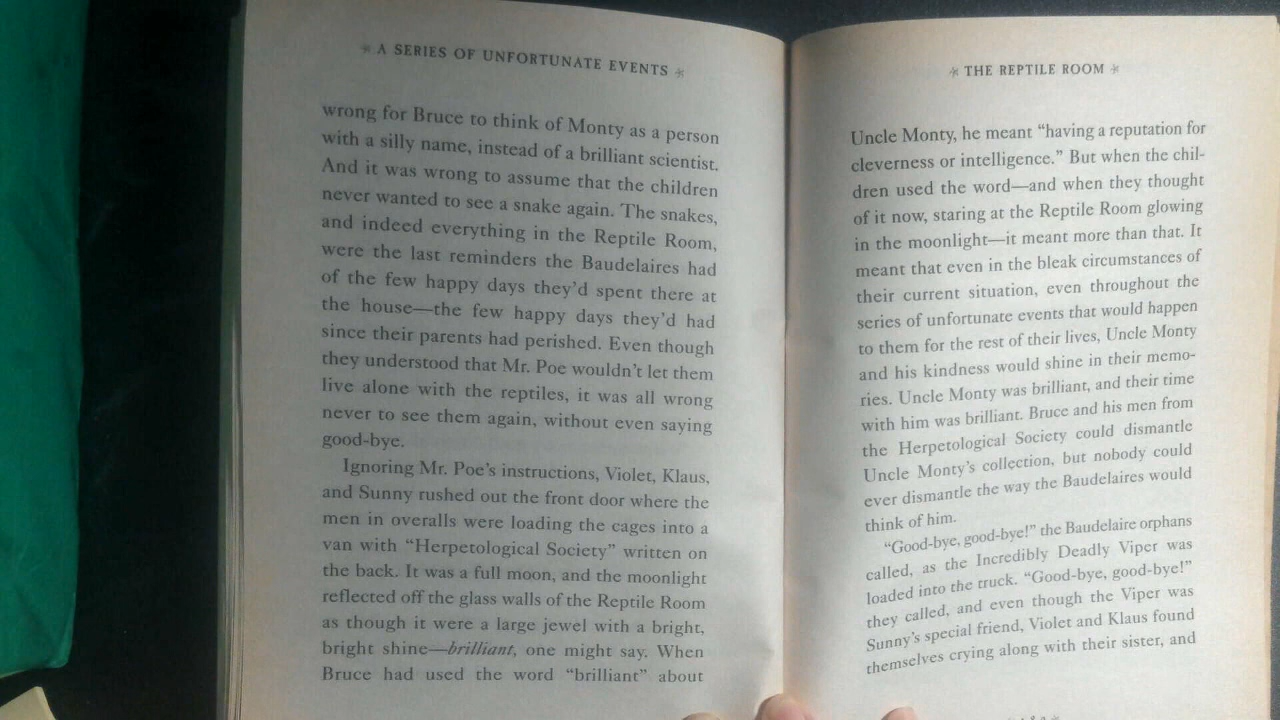 A SERIES OF UNFORTUNATE EVENTS
wrong for Bruce to think of Monty as a person
with a silly name, instead of a brilliant scientist.
And it was wrong to assume that the children
never wanted to see a snake again. The snakes,
and indeed everything in the Reptile Room,
were the last reminders the Baudelaires had
of the few happy days they’d spent there at
the house—the few happy days they’d had
since their parents had perished. Even though
they understood that Mr. Poe wouldn’t let them
live alone with the reptiles, it was all wrong
never to see them again, without even saying
good-bye.
Ignoring Mr. Poe’s instructions, Violet, Klaus,
and Sunny rushed out the front door where the
men in overalls were loading the cages into a
van with “Herpetological Society” written on
the back. It was a full moon, and the moonlight
reflected off the glass walls of the Reptile Room
as though it were a large jewel with a bright,
bright shine—brilliant, one might say. When
Bruce had used the word “brilliant” about
THE REPTILE ROOM
Uncle Monty, he meant “having a reputation for
cleverness or intelligence.” But when the chil-
dren used the word—and when they thought
of it now, staring at the Reptile Room glowing
in the moonlight—it meant more than that. It
meant that even in the bleak circumstances of
their current situation, even throughout the
series of unfortunate events that would happen
to them for the rest of their lives, Uncle Monty
and his kindness would shine in their memo-
ries. Uncle Monty was brilliant, and their time
with him was brilliant. Bruce and his men from
the Herpetological Society could dismantle
Uncle Monty’s collection, but nobody could
ever dismantle the way the Baudelaires would
think of him.
“Good-bye, good-bye!” the Baudelaire orphans
called, as the Incredibly Deadly Viper was
loaded into the truck. “Good-bye, good-bye!”
they called, and even though the Viper was
Sunny’s special friend, Violet and Klaus found
themselves crying along with their sister, and